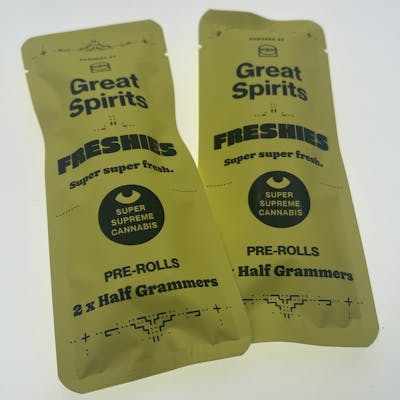 POWERED BY
Great
Spirits
FRESHIES
Super super fresh.
SUPER
SUPREME
CANNABIS
PRE-ROLLS
2 x Half Grammers
POWERED BY
Great
Spirits
FRESHIES
Super super fresh.
SUPER
SUPREME
CANNABIS
PRE-ROLLS
Half Grammers